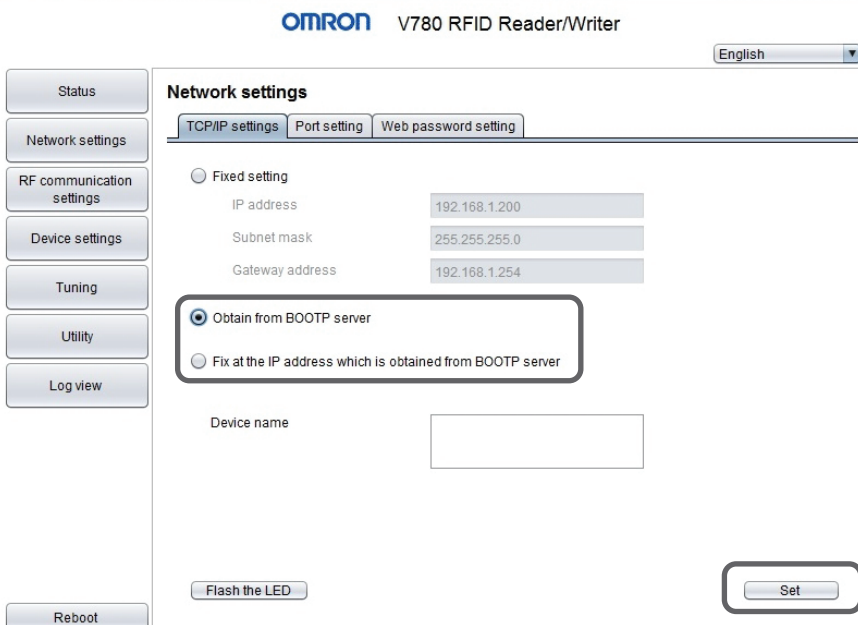 OMRON V780 RFID Reader/Writer
English
Status
Network settings
RF communication
settings
Device settings
Tuning
Utility
Log view
Reboot
Network settings
TCP/IP settings Port setting Web password setting
Fixed setting
IP address 192.168.1.200
Subnet mask 255.255.255.0
Gateway address 192.168.1.254
Obtain from BOOTP server
Fix at the IP address which is obtained from BOOTP server
Device name
Flash the LED Set